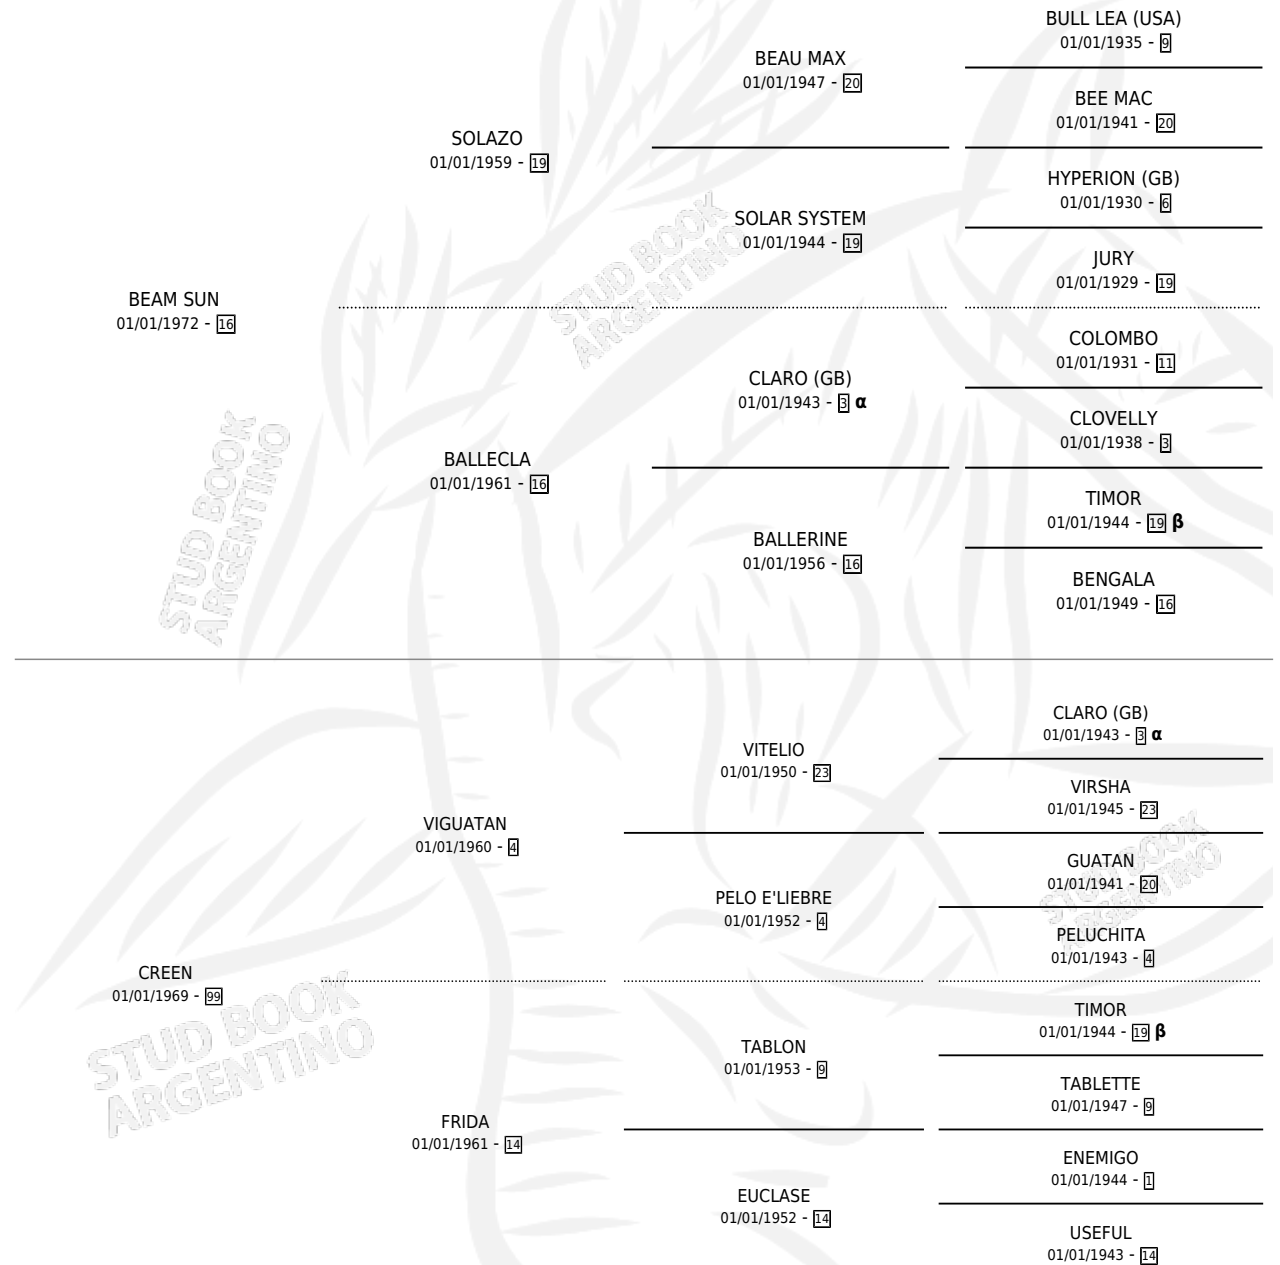 BULL LEA (USA)
01/01/1935 - 9
BEAU MAX
01/01/1947 - 20
BEE MAC
01/01/1941 - 20
SOLAZO
01/01/1959 - 19
HYPERION (GB)
01/01/1930 - 6
SOLAR SYSTEM
01/01/1944 - 19
JURY
01/01/1929 - 19
BEAM SUN
01/01/1972 - 16
COLOMBO
01/01/1931 - 11
CLARO (GB)
01/01/1943 - 3 α
CLOVELLY
01/01/1938 - 3
BALLECLA
01/01/1961 - 16
TIMOR
01/01/1944 - 19 β
BALLERINE
01/01/1956 - 16
BENGALA
01/01/1949 - 16
CLARO (GB)
01/01/1943 - 3 α
VITELIO
01/01/1950 - 23
VIRSHA
01/01/1945 - 23
VIGUATAN
01/01/1960 - 4
GUATAN
01/01/1941 - 20
PELO E'LIEBRE
01/01/1952 - 4
PELUCHITA
01/01/1943 - 4
CREEN
01/01/1969 - 99
TIMOR
01/01/1944 - 19 β
TABLON
01/01/1953 - 9
TABLETTE
01/01/1947 - 9
FRIDA
01/01/1961 - 14
ENEMIGO
01/01/1944 - 1
EUCLASE
01/01/1952 - 14
USEFUL
01/01/1943 - 14
STUD BOOK
ARGENTINO
STUD BOOK
ARGENTINO
STUD BOOK
ARGENTINO
STUD BOOK
ARGENTINO